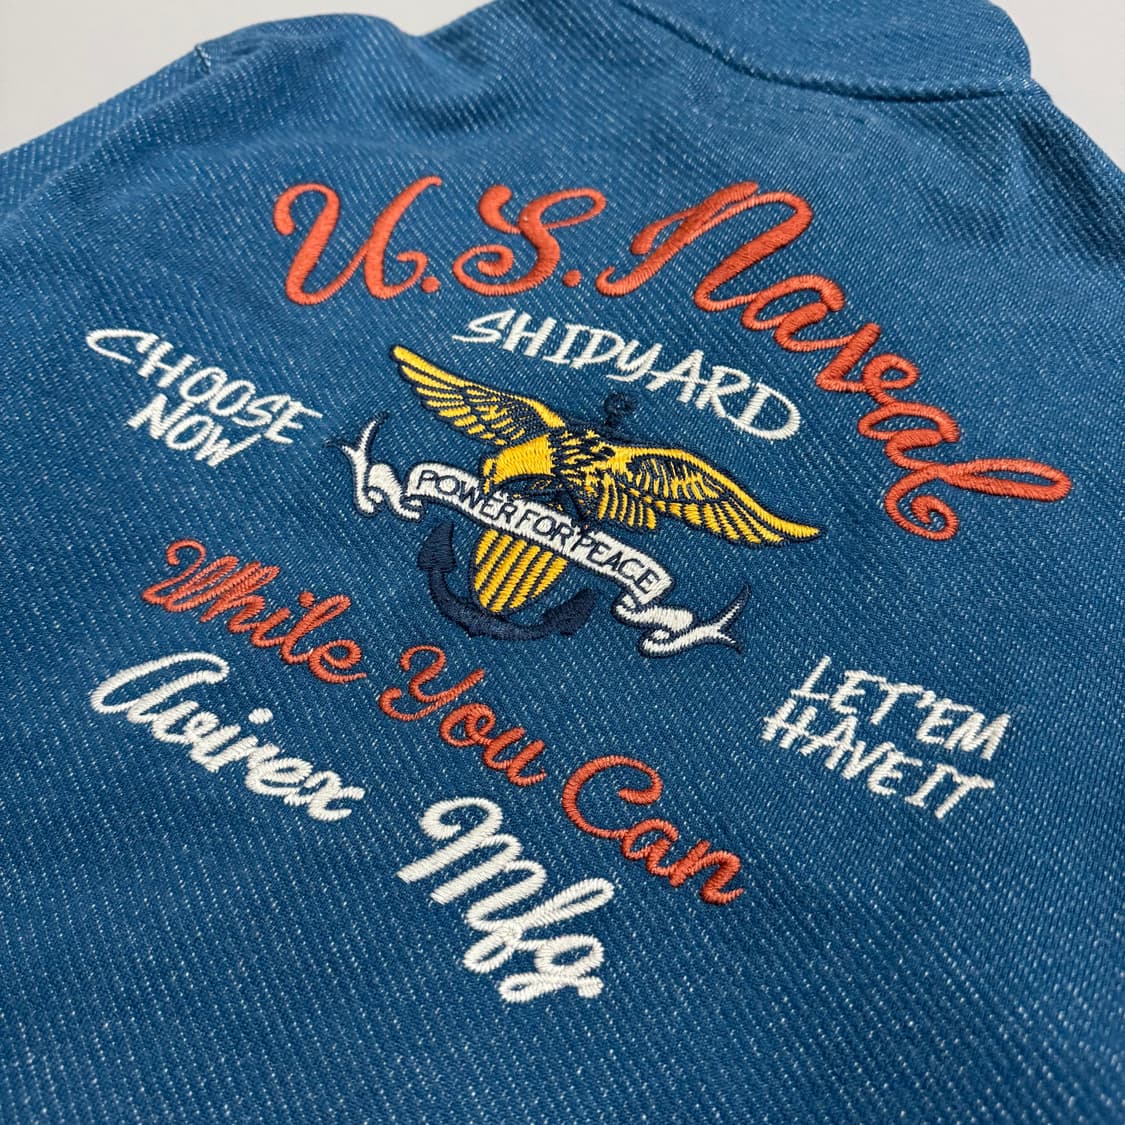 U.S. Naval
SHIPYARD
CHOOSE
NOW
POWER FOR PEACE
While You Can
LET'EM
HAVE IT
Avirex Mfg